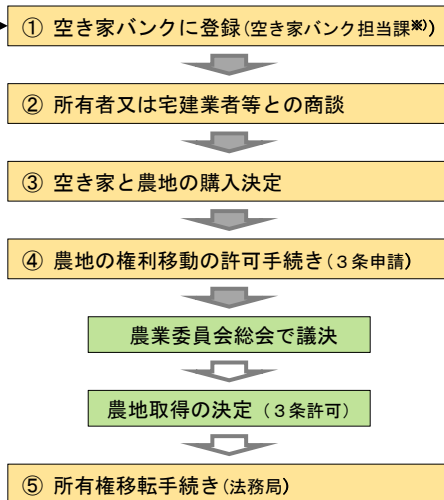 ① 空き家バンクに登録(空き家バンク担当課※)
② 所有者又は宅建業者等との商談
③ 空き家と農地の購入決定
④ 農地の権利移動の許可手続き(3条申請)
農業委員会総会で議決
農地取得の決定(3条許可)
⑤ 所有権移転手続き(法務局)